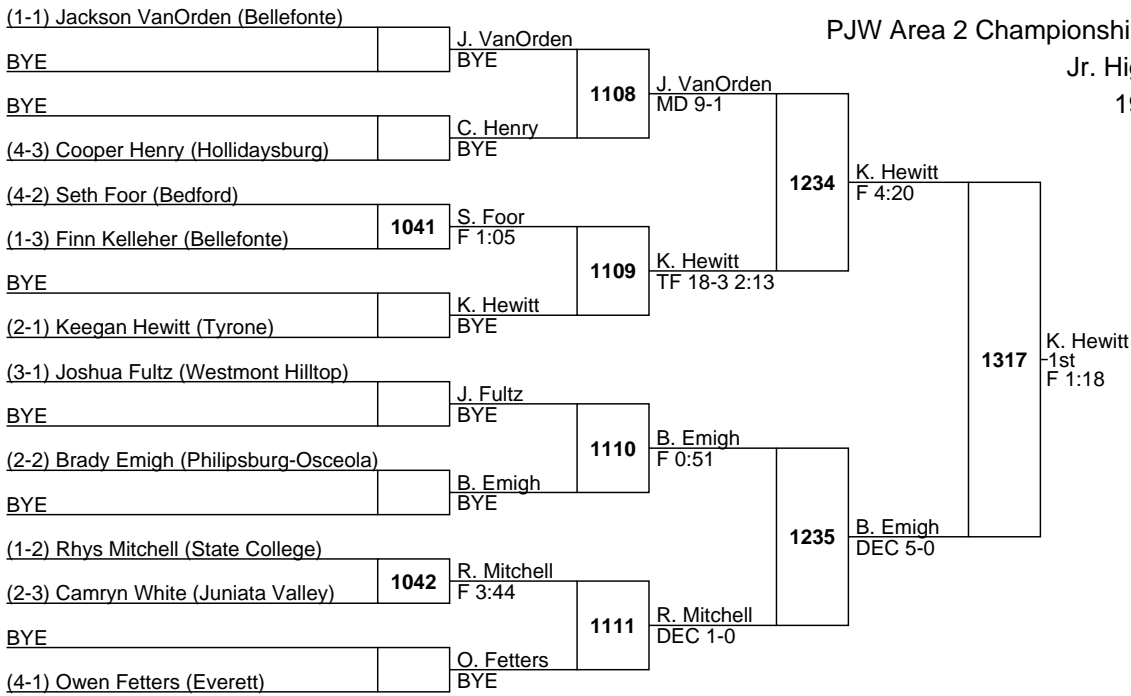 PJW Area 2 Championshi
Jr. Hi
(1-1) Jackson VanOrden (Bellefonte)
BYE
BYE
(4-3) Cooper Henry (Hollidaysburg)
(4-2) Seth Foor (Bedford)
(1-3) Finn Kelleher (Bellefonte)
BYE
(2-1) Keegan Hewitt (Tyrone)
(3-1) Joshua Fultz (Westmont Hilltop)
BYE
(2-2) Brady Emigh (Philipsburg-Osceola)
BYE
(1-2) Rhys Mitchell (State College)
(2-3) Camryn White (Juniata Valley)
BYE
(4-1) Owen Fetters (Everett)
1041
1042
J. VanOrden
BYE
C. Henry
BYE
S. Foor
F 1:05
K. Hewitt
BYE
J. Fultz
BYE
B. Emigh
BYE
R. Mitchell
F 3:44
O. Fetters
BYE
1108
1109
1110
1111
J. VanOrden
MD 9-1
K. Hewitt
TF 18-3 2:13
B. Emigh
F 0:51
R. Mitchell
DEC 1-0
1234
1235
K. Hewitt
F 4:20
B. Emigh
DEC 5-0
1317
K. Hewitt
1st
F 1:18